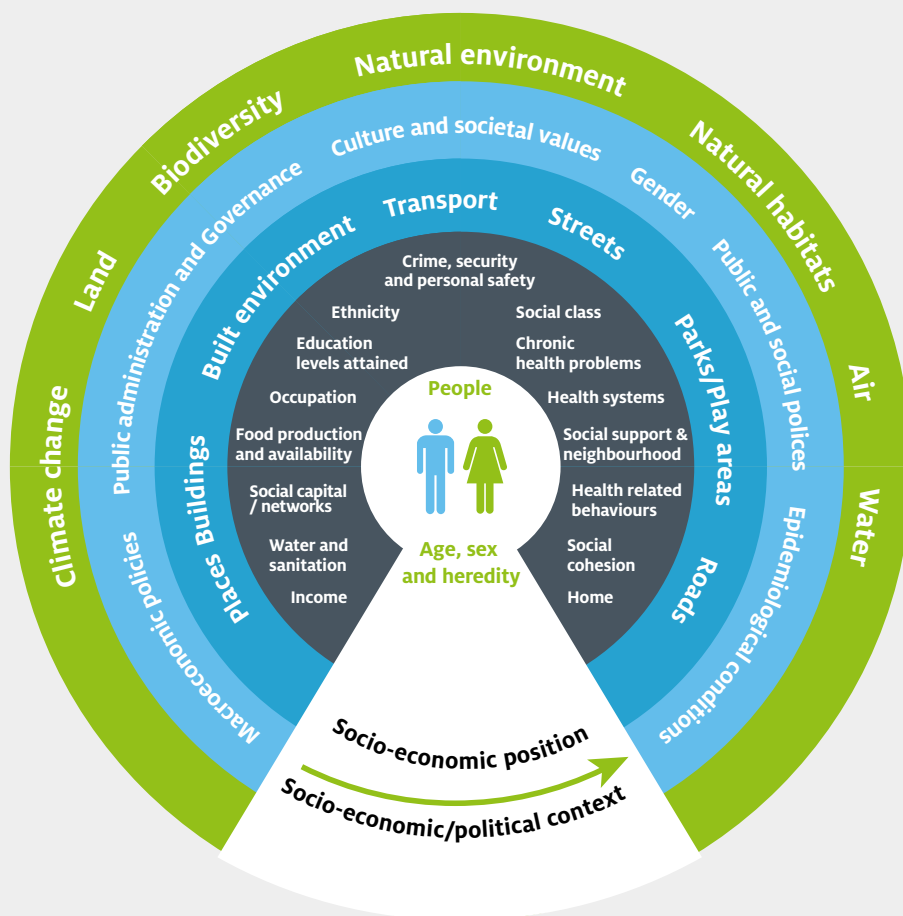 Natural environment
Biodiversity
Natural habitats
Land
Air
Climate change
Water
Culture and societal values
Public administration and Governance
Gender
Public and social polices
Macroeconomic policies
Epidemiological conditions
Transport
Built environment
Streets
Parks/Play areas
Buildings
Places
Roads
Crime, security
and personal safety
Ethnicity
Social class
Education
levels attained
Chronic
health problems
Occupation
Health systems
Food production
and availability
Social support &
neighbourhood
Social capital
/ networks
Health related
behaviours
Water and
sanitation
Social
cohesion
Income
Home
People
Age, sex
and heredity
Socio-economic position
Socio-economic/political context